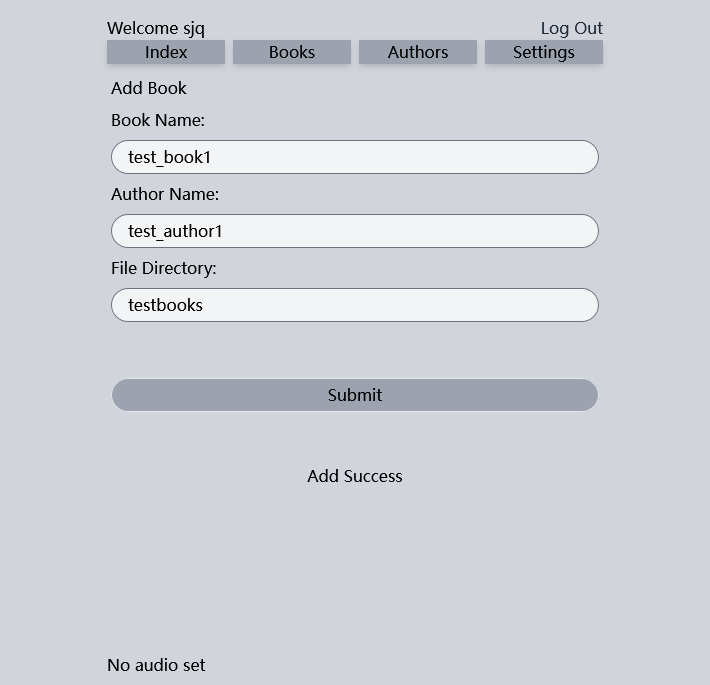 Welcome sjq Log Out
Index Books Authors Settings
Add Book
Book Name:
test_book1
Author Name:
test_author1
File Directory:
testbooks
Submit
Add Success
No audio set